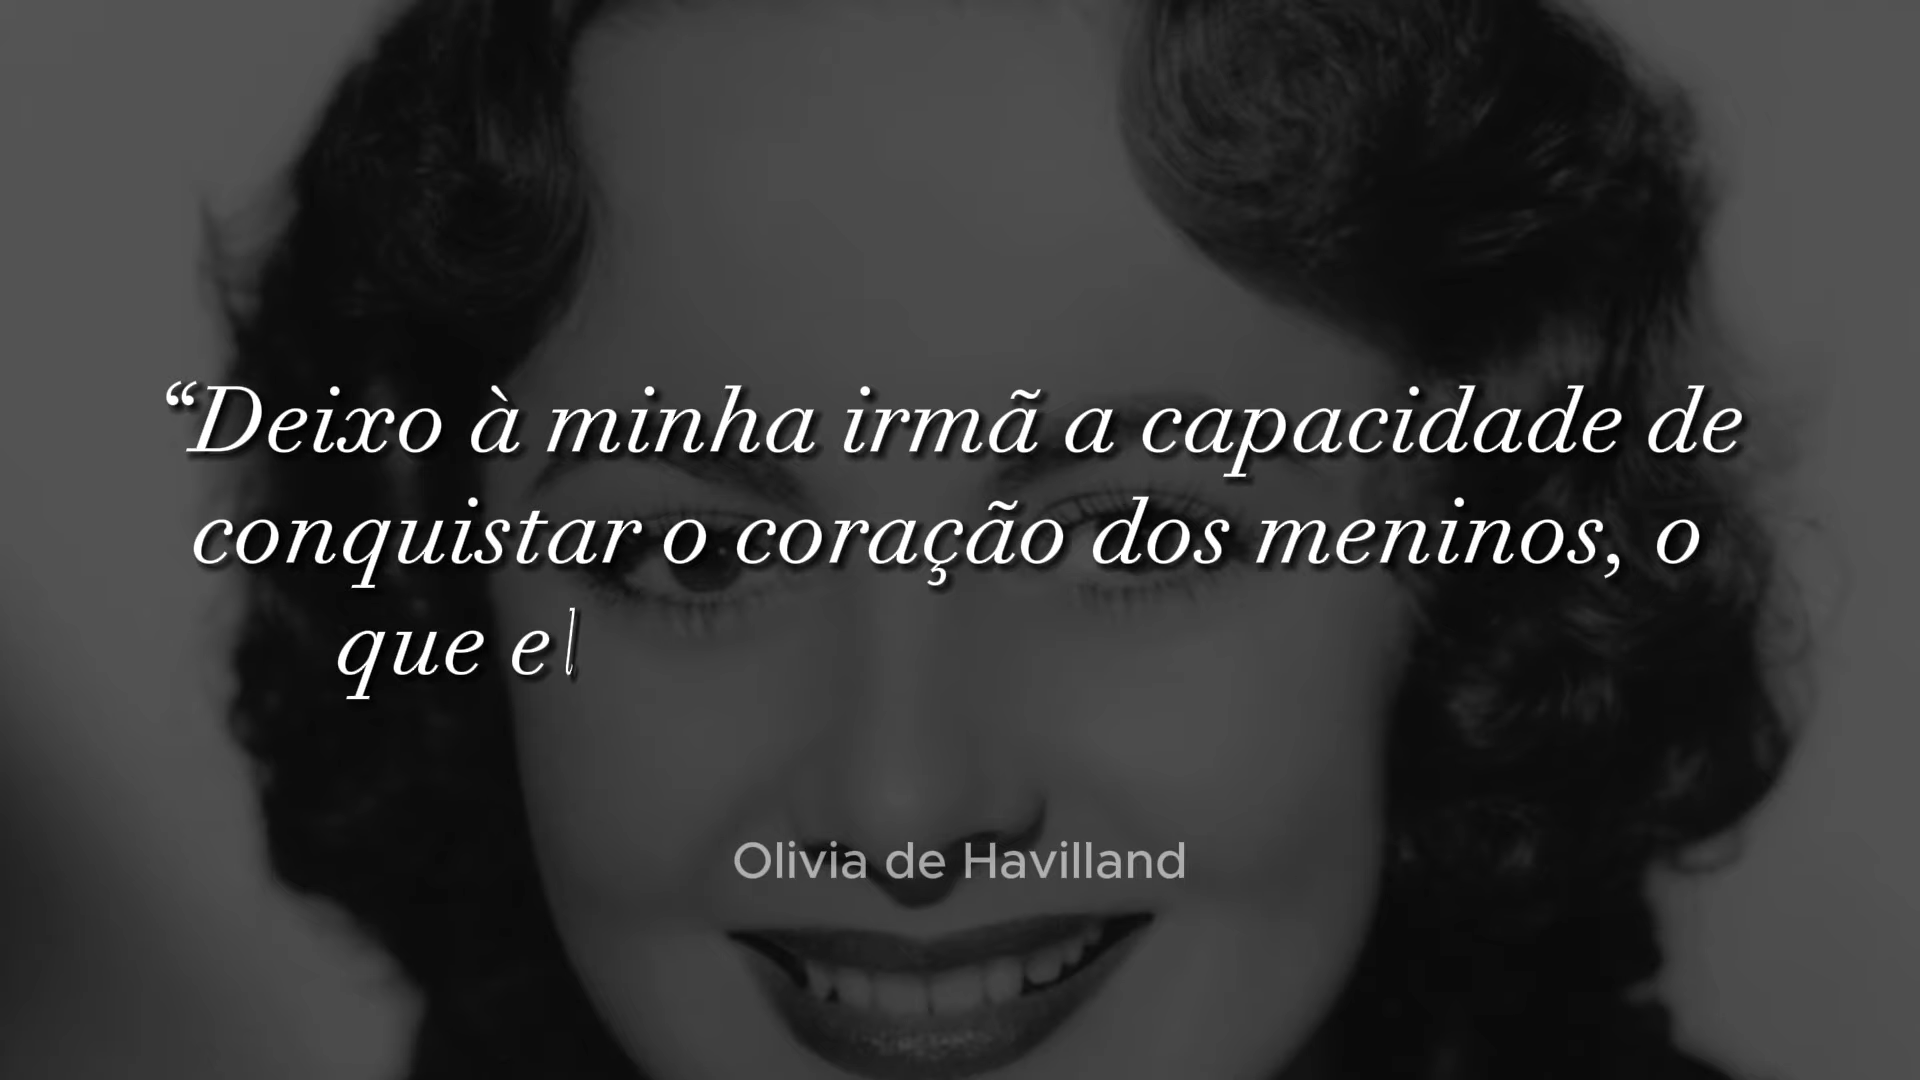 “Deixo à minha irmã a capacidade de
conquistar o coração dos meninos, o
que el
Olivia de Havilland